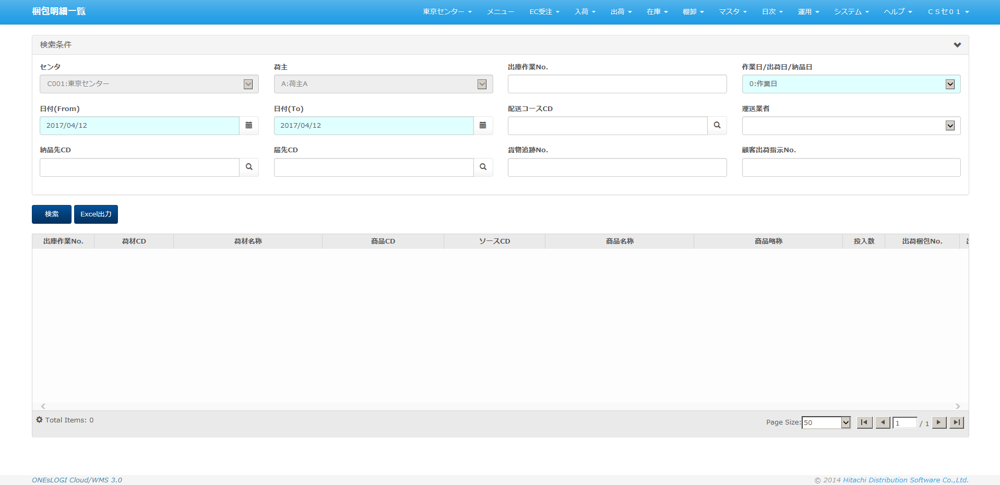 梱包明細一覧
東京センター メニュー EC受注 入荷 出荷 在庫 棚卸 マスタ 日次 運用 システム ヘルプ ＣＳセ０１
検索条件
センタ 荷主 出庫作業No. 作業日/出荷日/納品日
C001:東京センター A:荷主A 0:作業日
日付(From) 日付(To) 配送コースCD 運送業者
2017/04/12 2017/04/12
納品先CD 届先CD 貨物追跡No. 顧客出荷指示No.
検索 Excel出力
出庫作業No. 荷材CD 荷材名称 商品CD ソースCD 商品名称 商品略称 投入数 出荷梱包No.
Total Items: 0 Page Size: 50 1 / 1
ONEsLOGI Cloud/WMS 3.0 © 2014 Hitachi Distribution Software Co.,Ltd.